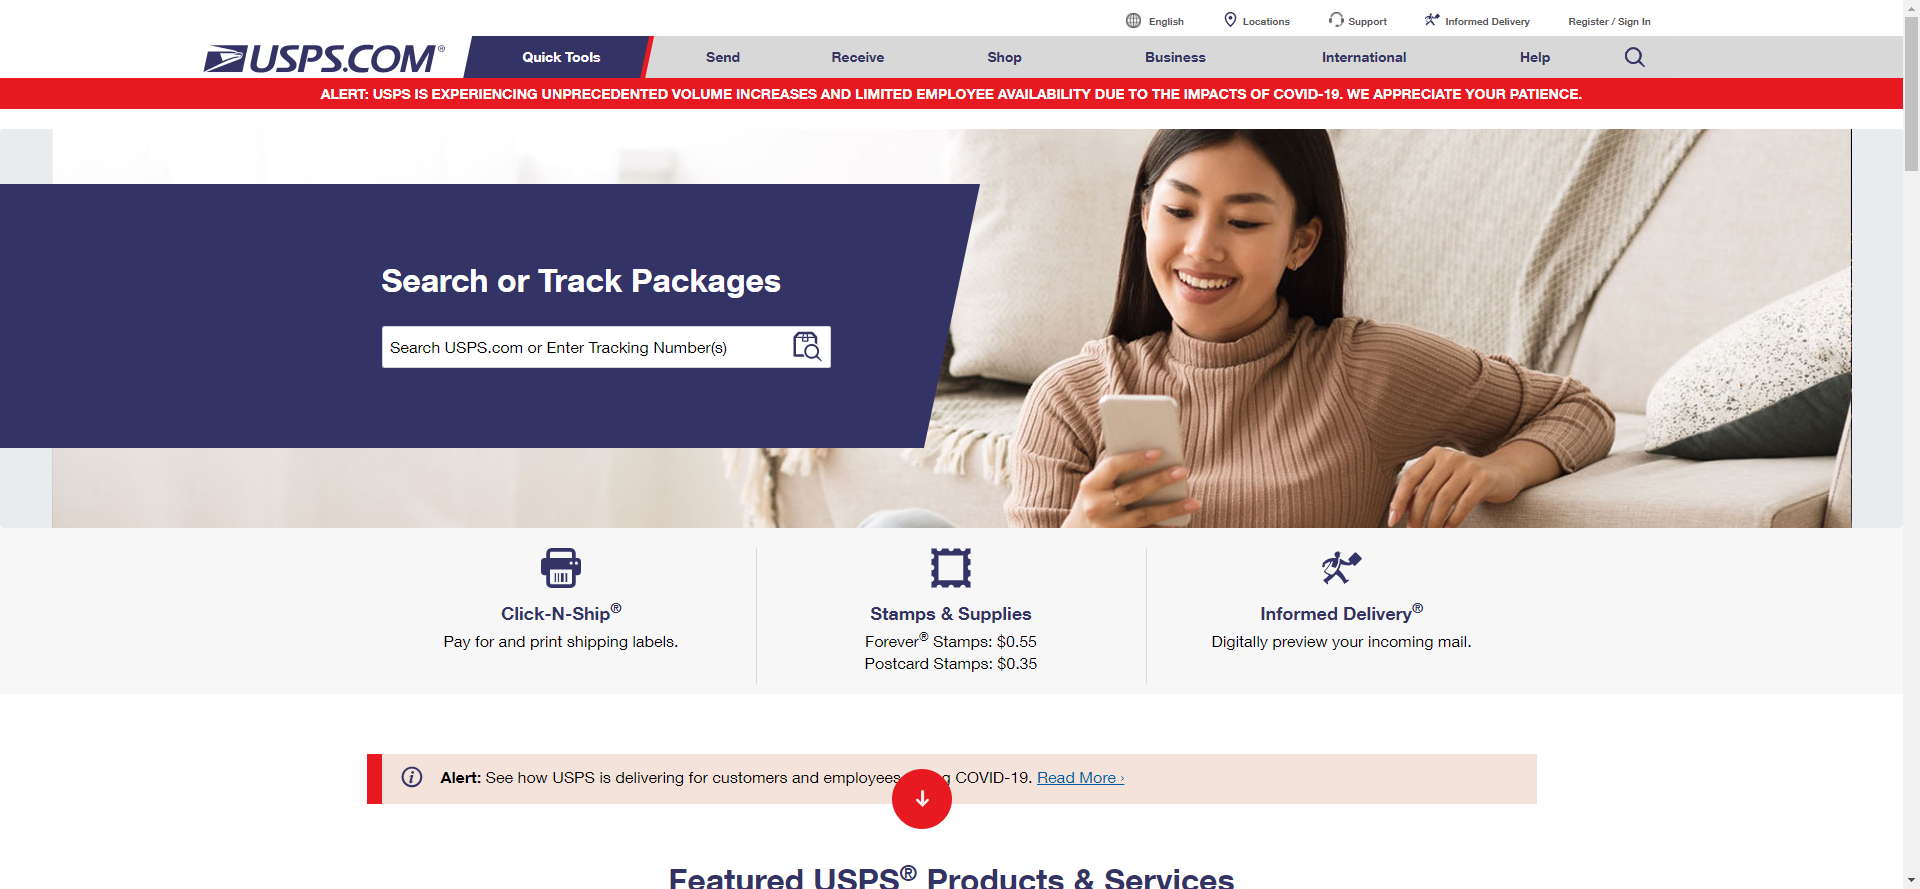 English
Locations
Support
Informed Delivery
Register / Sign In
USPS.COM®
Quick Tools
Send
Receive
Shop
Business
International
Help
ALERT: USPS IS EXPERIENCING UNPRECEDENTED VOLUME INCREASES AND LIMITED EMPLOYEE AVAILABILITY DUE TO THE IMPACTS OF COVID-19. WE APPRECIATE YOUR PATIENCE.
Search or Track Packages
Search USPS.com or Enter Tracking Number(s)
Click-N-Ship®
Pay for and print shipping labels.
Stamps & Supplies
Forever® Stamps: $0.55
Postcard Stamps: $0.35
Informed Delivery®
Digitally preview your incoming mail.
Alert: See how USPS is delivering for customers and employees COVID-19. Read More ›
Featured USPS® Products & Services